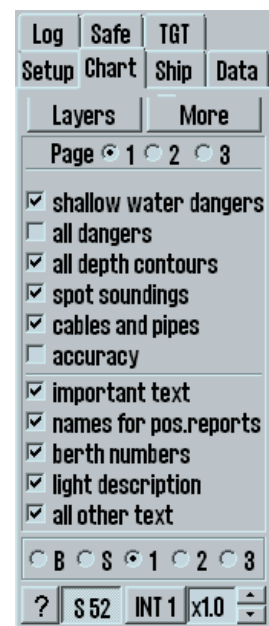 Log Safe TGT
Setup Chart Ship Data
Layers More
Page 1 2 3
shallow water dangers
all dangers
all depth contours
spot soundings
cables and pipes
accuracy
important text
names for pos.reports
berth numbers
light description
all other text
B S 1 2 3
? S 52 INT 1 x1.0